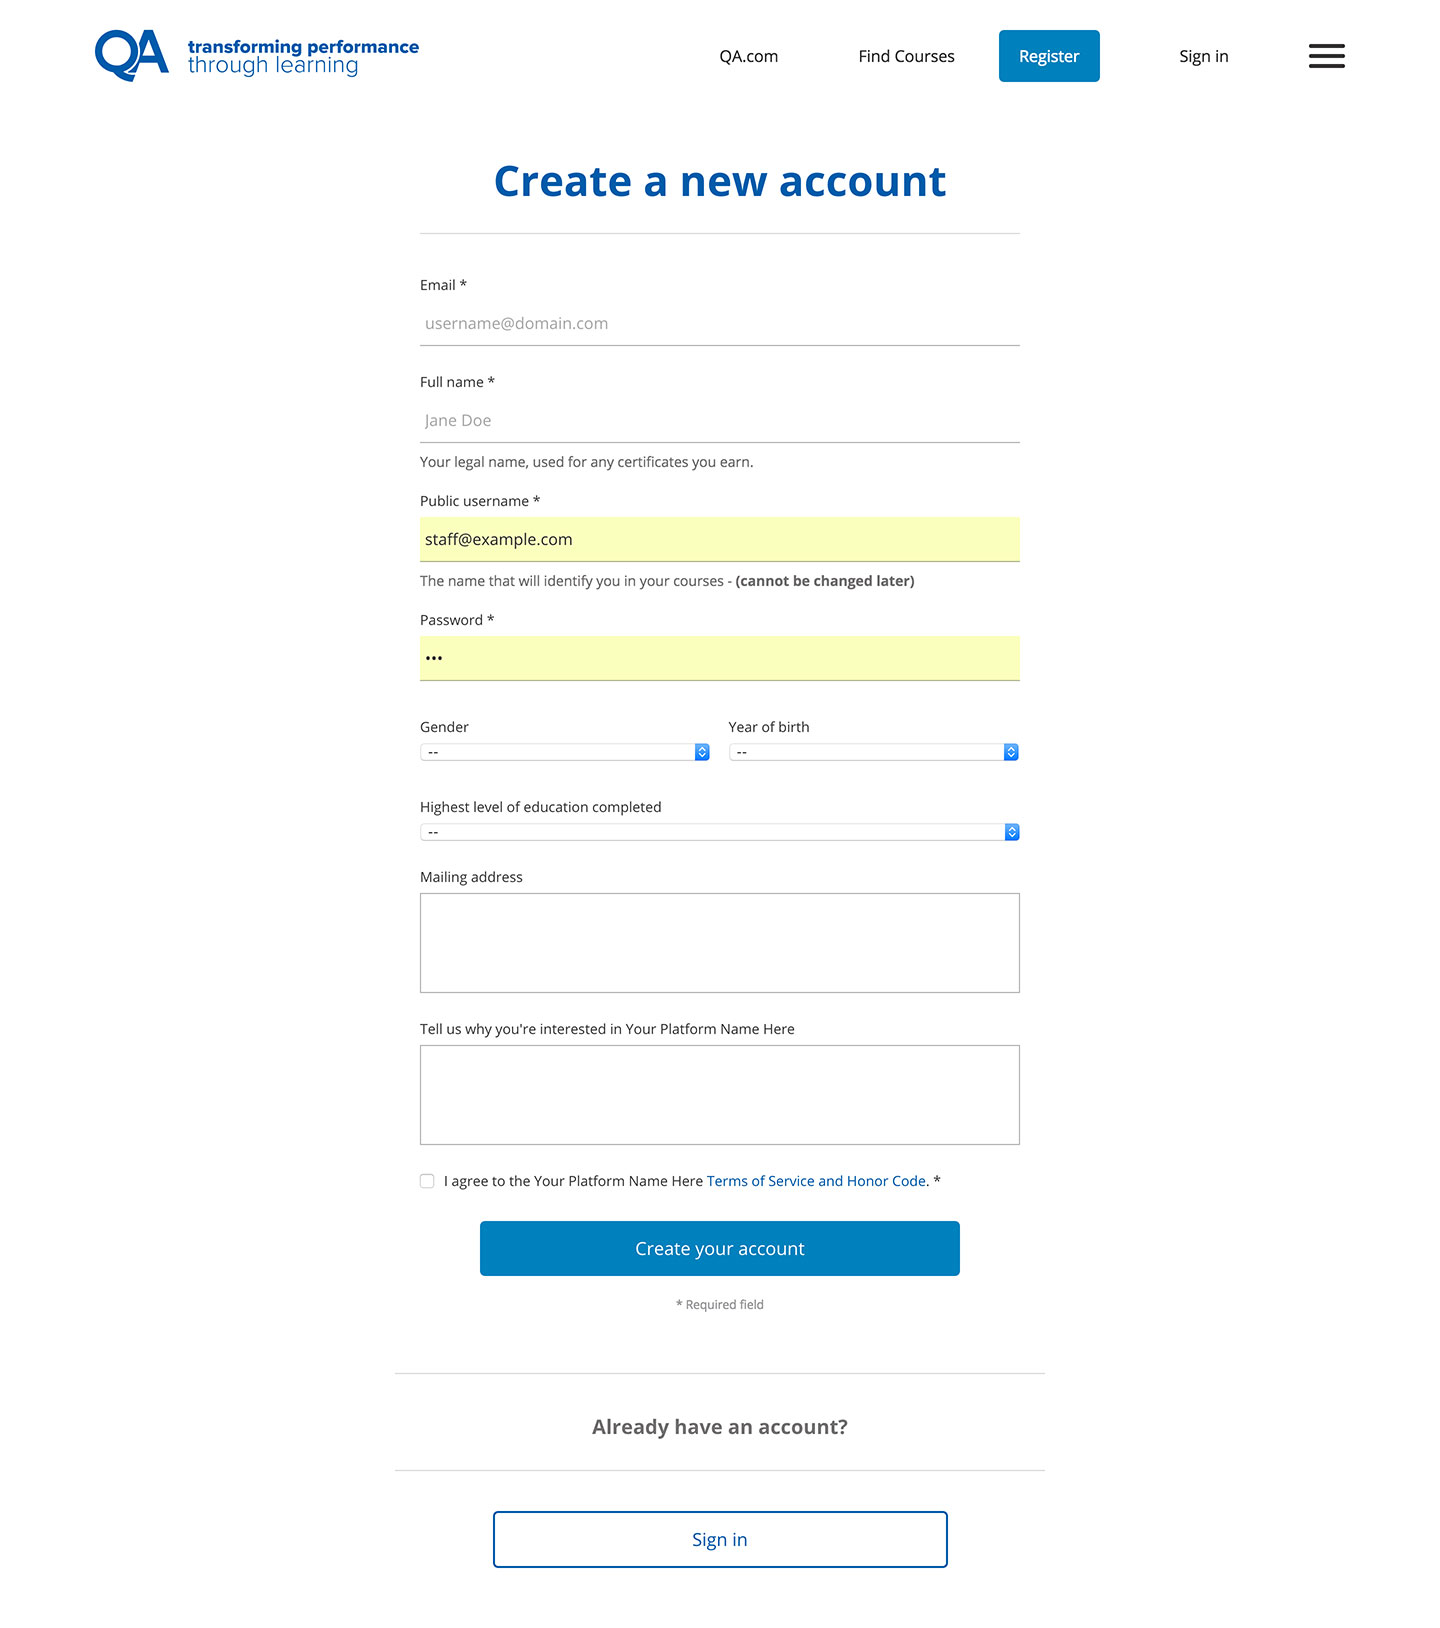 QA transforming performance
through learning
QA.com
Find Courses
Register
Sign in
Create a new account
Email *
username@domain.com
Full name *
Jane Doe
Your legal name, used for any certificates you earn.
Public username *
staff@example.com
The name that will identify you in your courses - (cannot be changed later)
Password *
•••
Gender
Year of birth
--
--
Highest level of education completed
--
Mailing address
Tell us why you're interested in Your Platform Name Here
I agree to the Your Platform Name Here Terms of Service and Honor Code. *
Create your account
* Required field
Already have an account?
Sign in